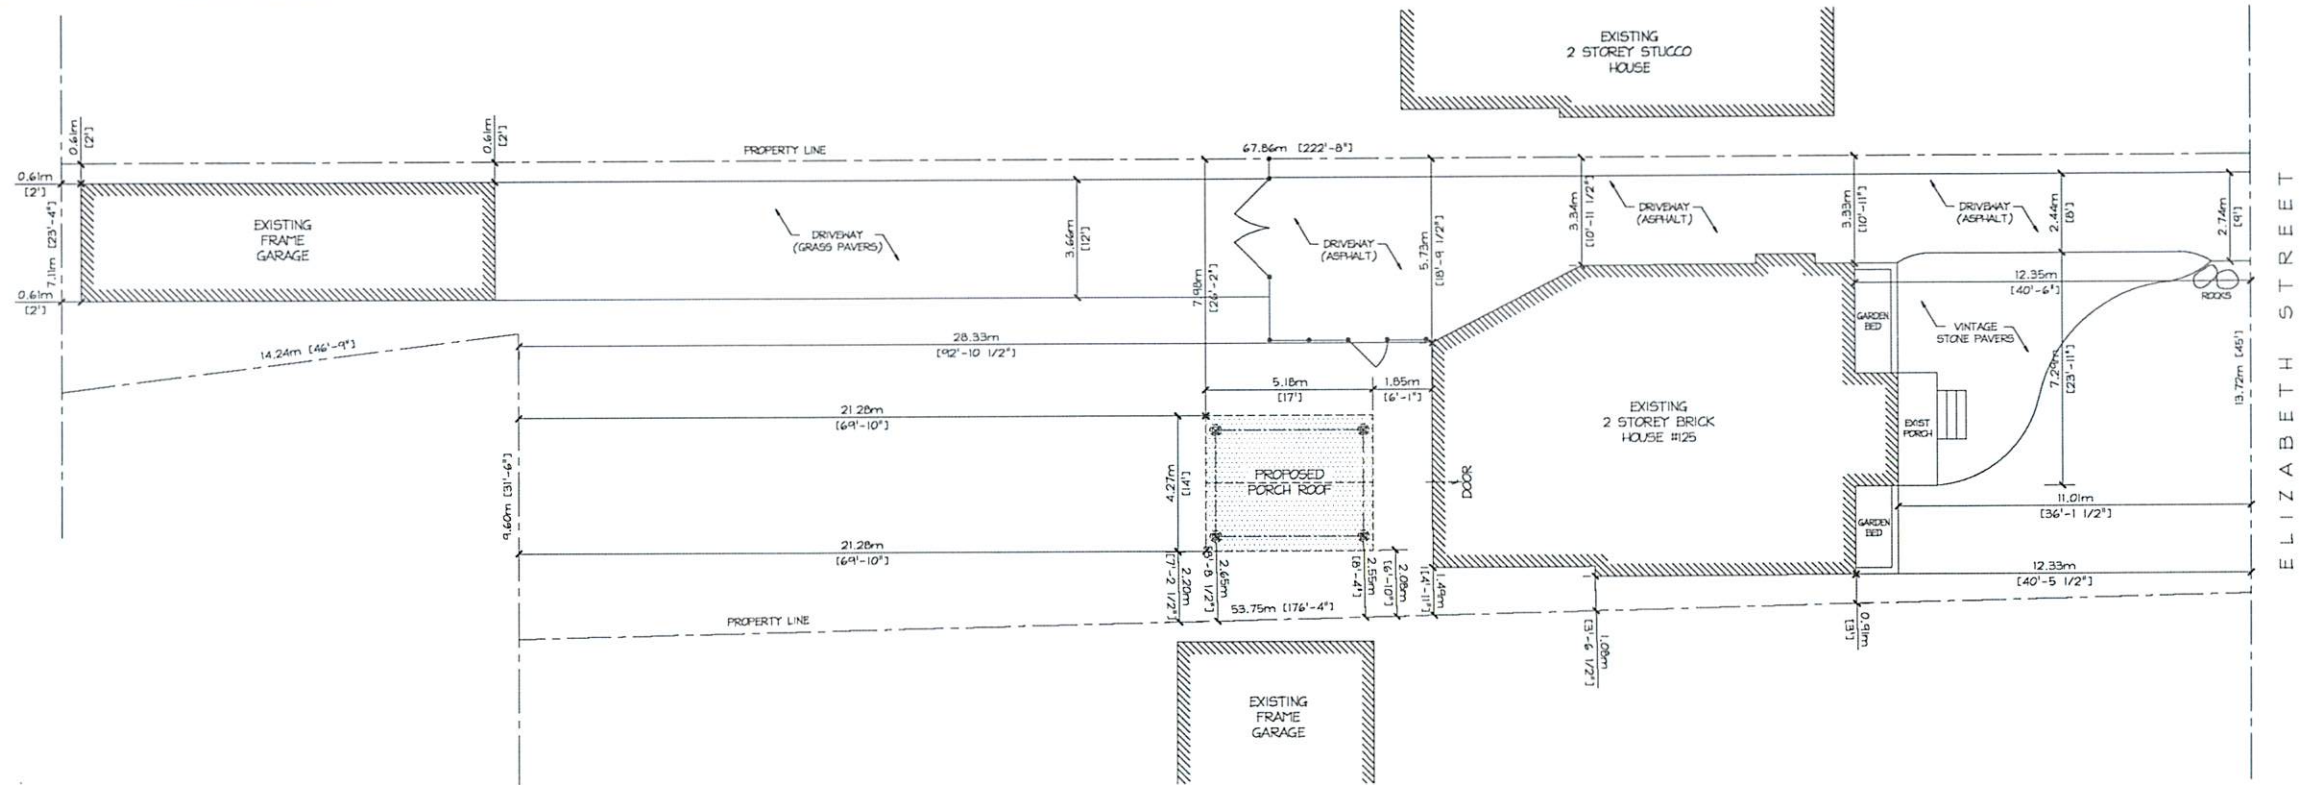 EXISTING
2 STOREY STUCCO
HOUSE
0.61m
[2']
0.61m
[2']
PROPERTY LINE
67.86m [222'-8"]
0.61m
[2']
7.11m [23'-4"]
0.61m
[2']
EXISTING
FRAME
GARAGE
DRIVEWAY
(GRASS PAVERS)
3.66m
[12']
7.98m
[26'-2"]
DRIVEWAY
(ASPHALT)
5.73m
[18'-9 1/2"]
3.34m
[10'-11 1/2"]
DRIVEWAY
(ASPHALT)
3.33m
[10'-11"]
DRIVEWAY
(ASPHALT)
2.44m
[8']
2.74m
[9']
12.35m
[40'-6"]
ROCKS
GARDEN
BED
VINTAGE
STONE PAVERS
7.29m
[23'-11"]
13.72m [45']
ELIZABETH STREET
14.24m [46'-9"]
28.33m
[92'-10 1/2"]
5.18m
[17']
1.85m
[6'-1"]
21.28m
[69'-10"]
9.60m [31'-6"]
4.27m
[14']
PROPOSED
PORCH ROOF
DOOR
EXISTING
2 STOREY BRICK
HOUSE #125
EXIST
PORCH
11.01m
[36'-1 1/2"]
GARDEN
BED
21.28m
[69'-10"]
2.20m
[7'-2 1/2"]
2.65m
[8'-8 1/2"]
2.55m
[8'-4"]
2.08m
[6'-10"]
1.49m
[4'-11"]
12.33m
[40'-5 1/2"]
53.75m [176'-4"]
PROPERTY LINE
1.08m
[3'-6 1/2"]
0.91m
[3']
EXISTING
FRAME
GARAGE